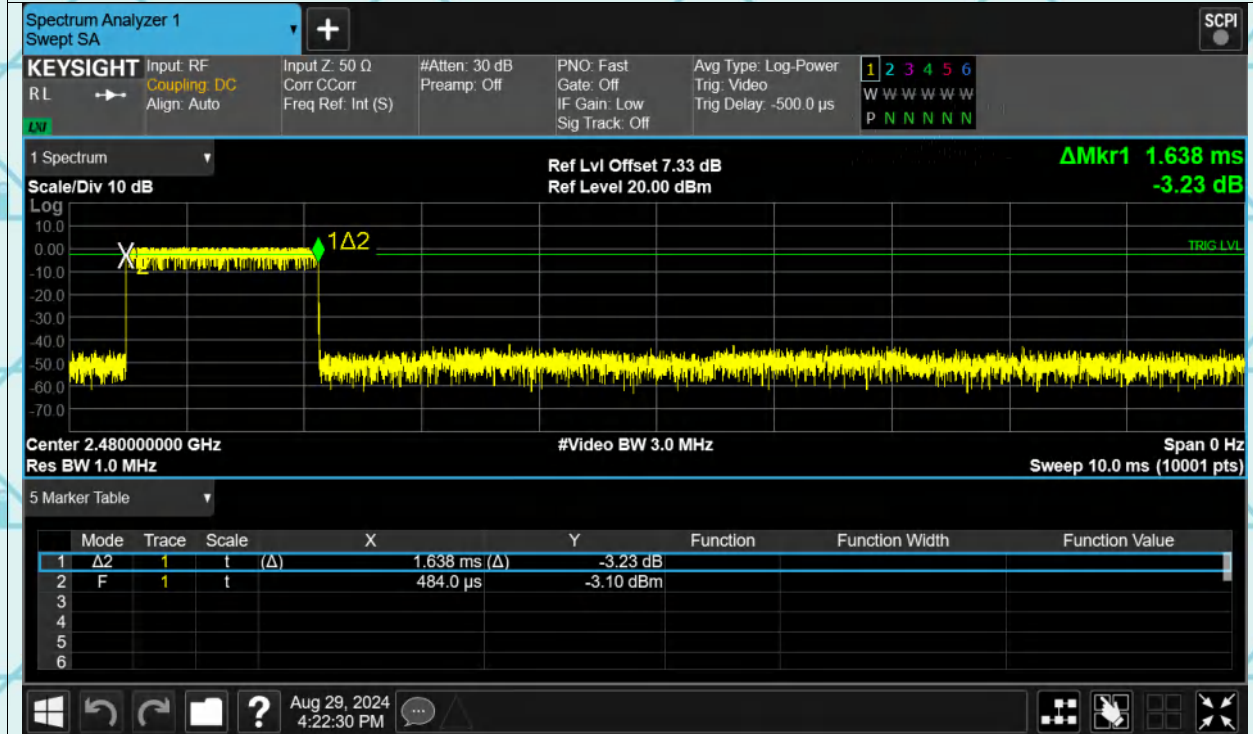 Spectrum Analyzer 1
Swept SA
+
SCPI
KEYSIGHT
RL
LXI
Input: RF
Coupling: DC
Align: Auto
Input Z: 50 Ω
Corr CCorr
Freq Ref: Int (S)
#Atten: 30 dB
Preamp: Off
PNO: Fast
Gate: Off
IF Gain: Low
Sig Track: Off
Avg Type: Log-Power
Trig: Video
Trig Delay: -500.0 µs
1 2 3 4 5 6
W W W W W W
P N N N N N
1 Spectrum
Scale/Div 10 dB
Ref Lvl Offset 7.33 dB
Ref Level 20.00 dBm
ΔMkr1 1.638 ms
-3.23 dB
Log
10.0
0.00
-10.0
-20.0
-30.0
-40.0
-50.0
-60.0
-70.0
X
2
1Δ2
TRIG LVL
Center 2.480000000 GHz
#Video BW 3.0 MHz
Span 0 Hz
Res BW 1.0 MHz
Sweep 10.0 ms (10001 pts)
5 Marker Table
Mode Trace Scale X Y Function Function Width Function Value
1 Δ2 1 t (Δ) 1.638 ms (Δ) -3.23 dB
2 F 1 t 484.0 µs -3.10 dBm
3
4
5
6
?
Aug 29, 2024
4:22:30 PM